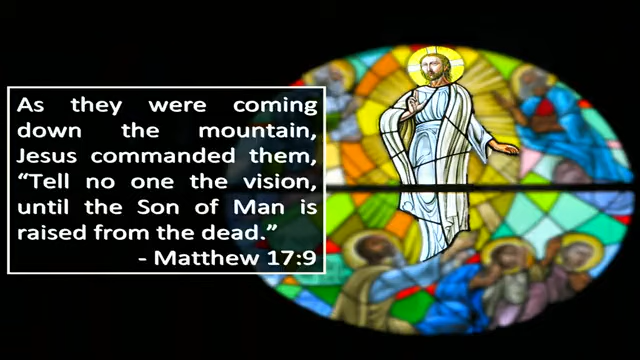 As they were coming
down the mountain,
Jesus commanded them,
“Tell no one the vision,
until the Son of Man is
raised from the dead.”
- Matthew 17:9